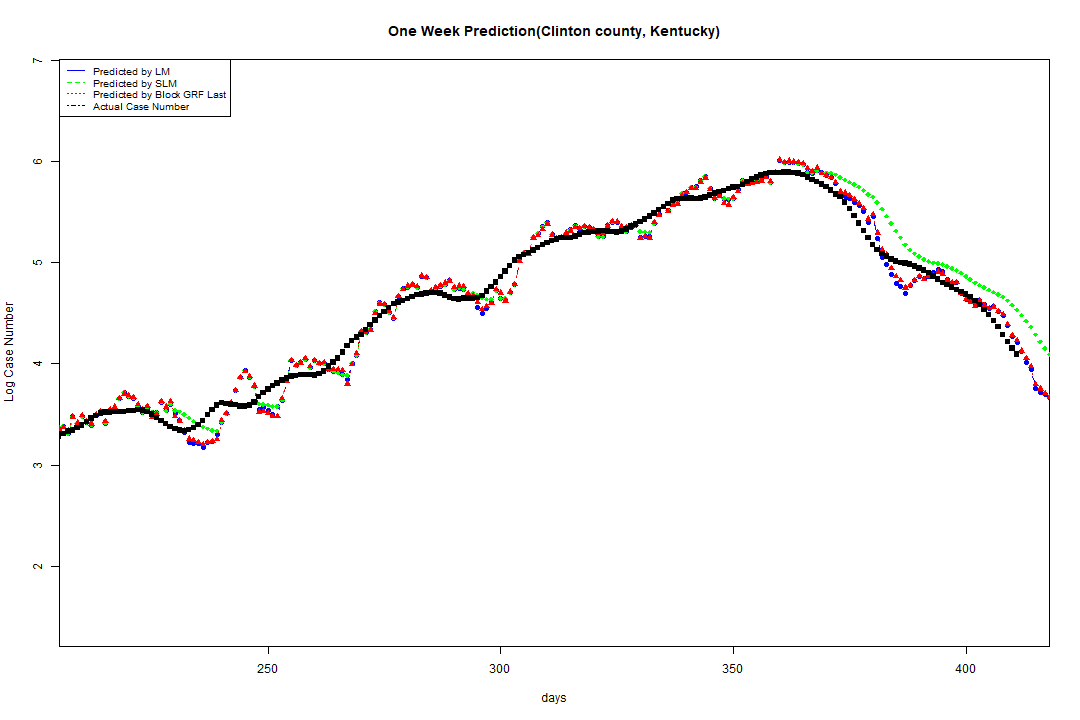 One Week Prediction(Clinton county, Kentucky)
Predicted by LM
Predicted by SLM
Predicted by Block GRF Last
Actual Case Number
7
6
5
4
3
2
Log Case Number
250 300 350 400
days